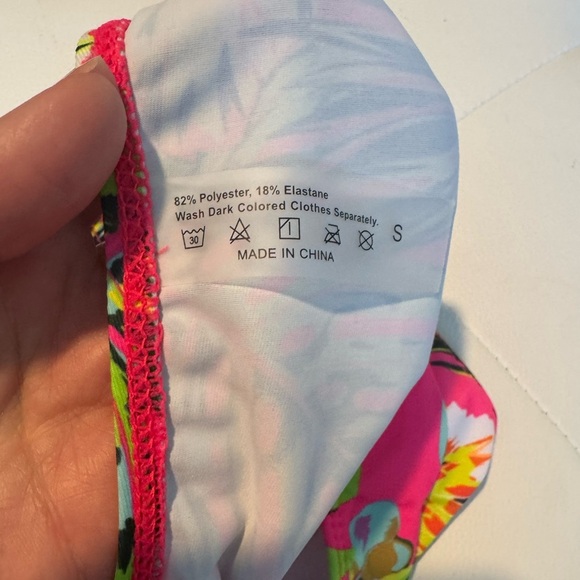 82% Polyester, 18% Elastane
Wash Dark Colored Clothes Separately.
30 S
MADE IN CHINA